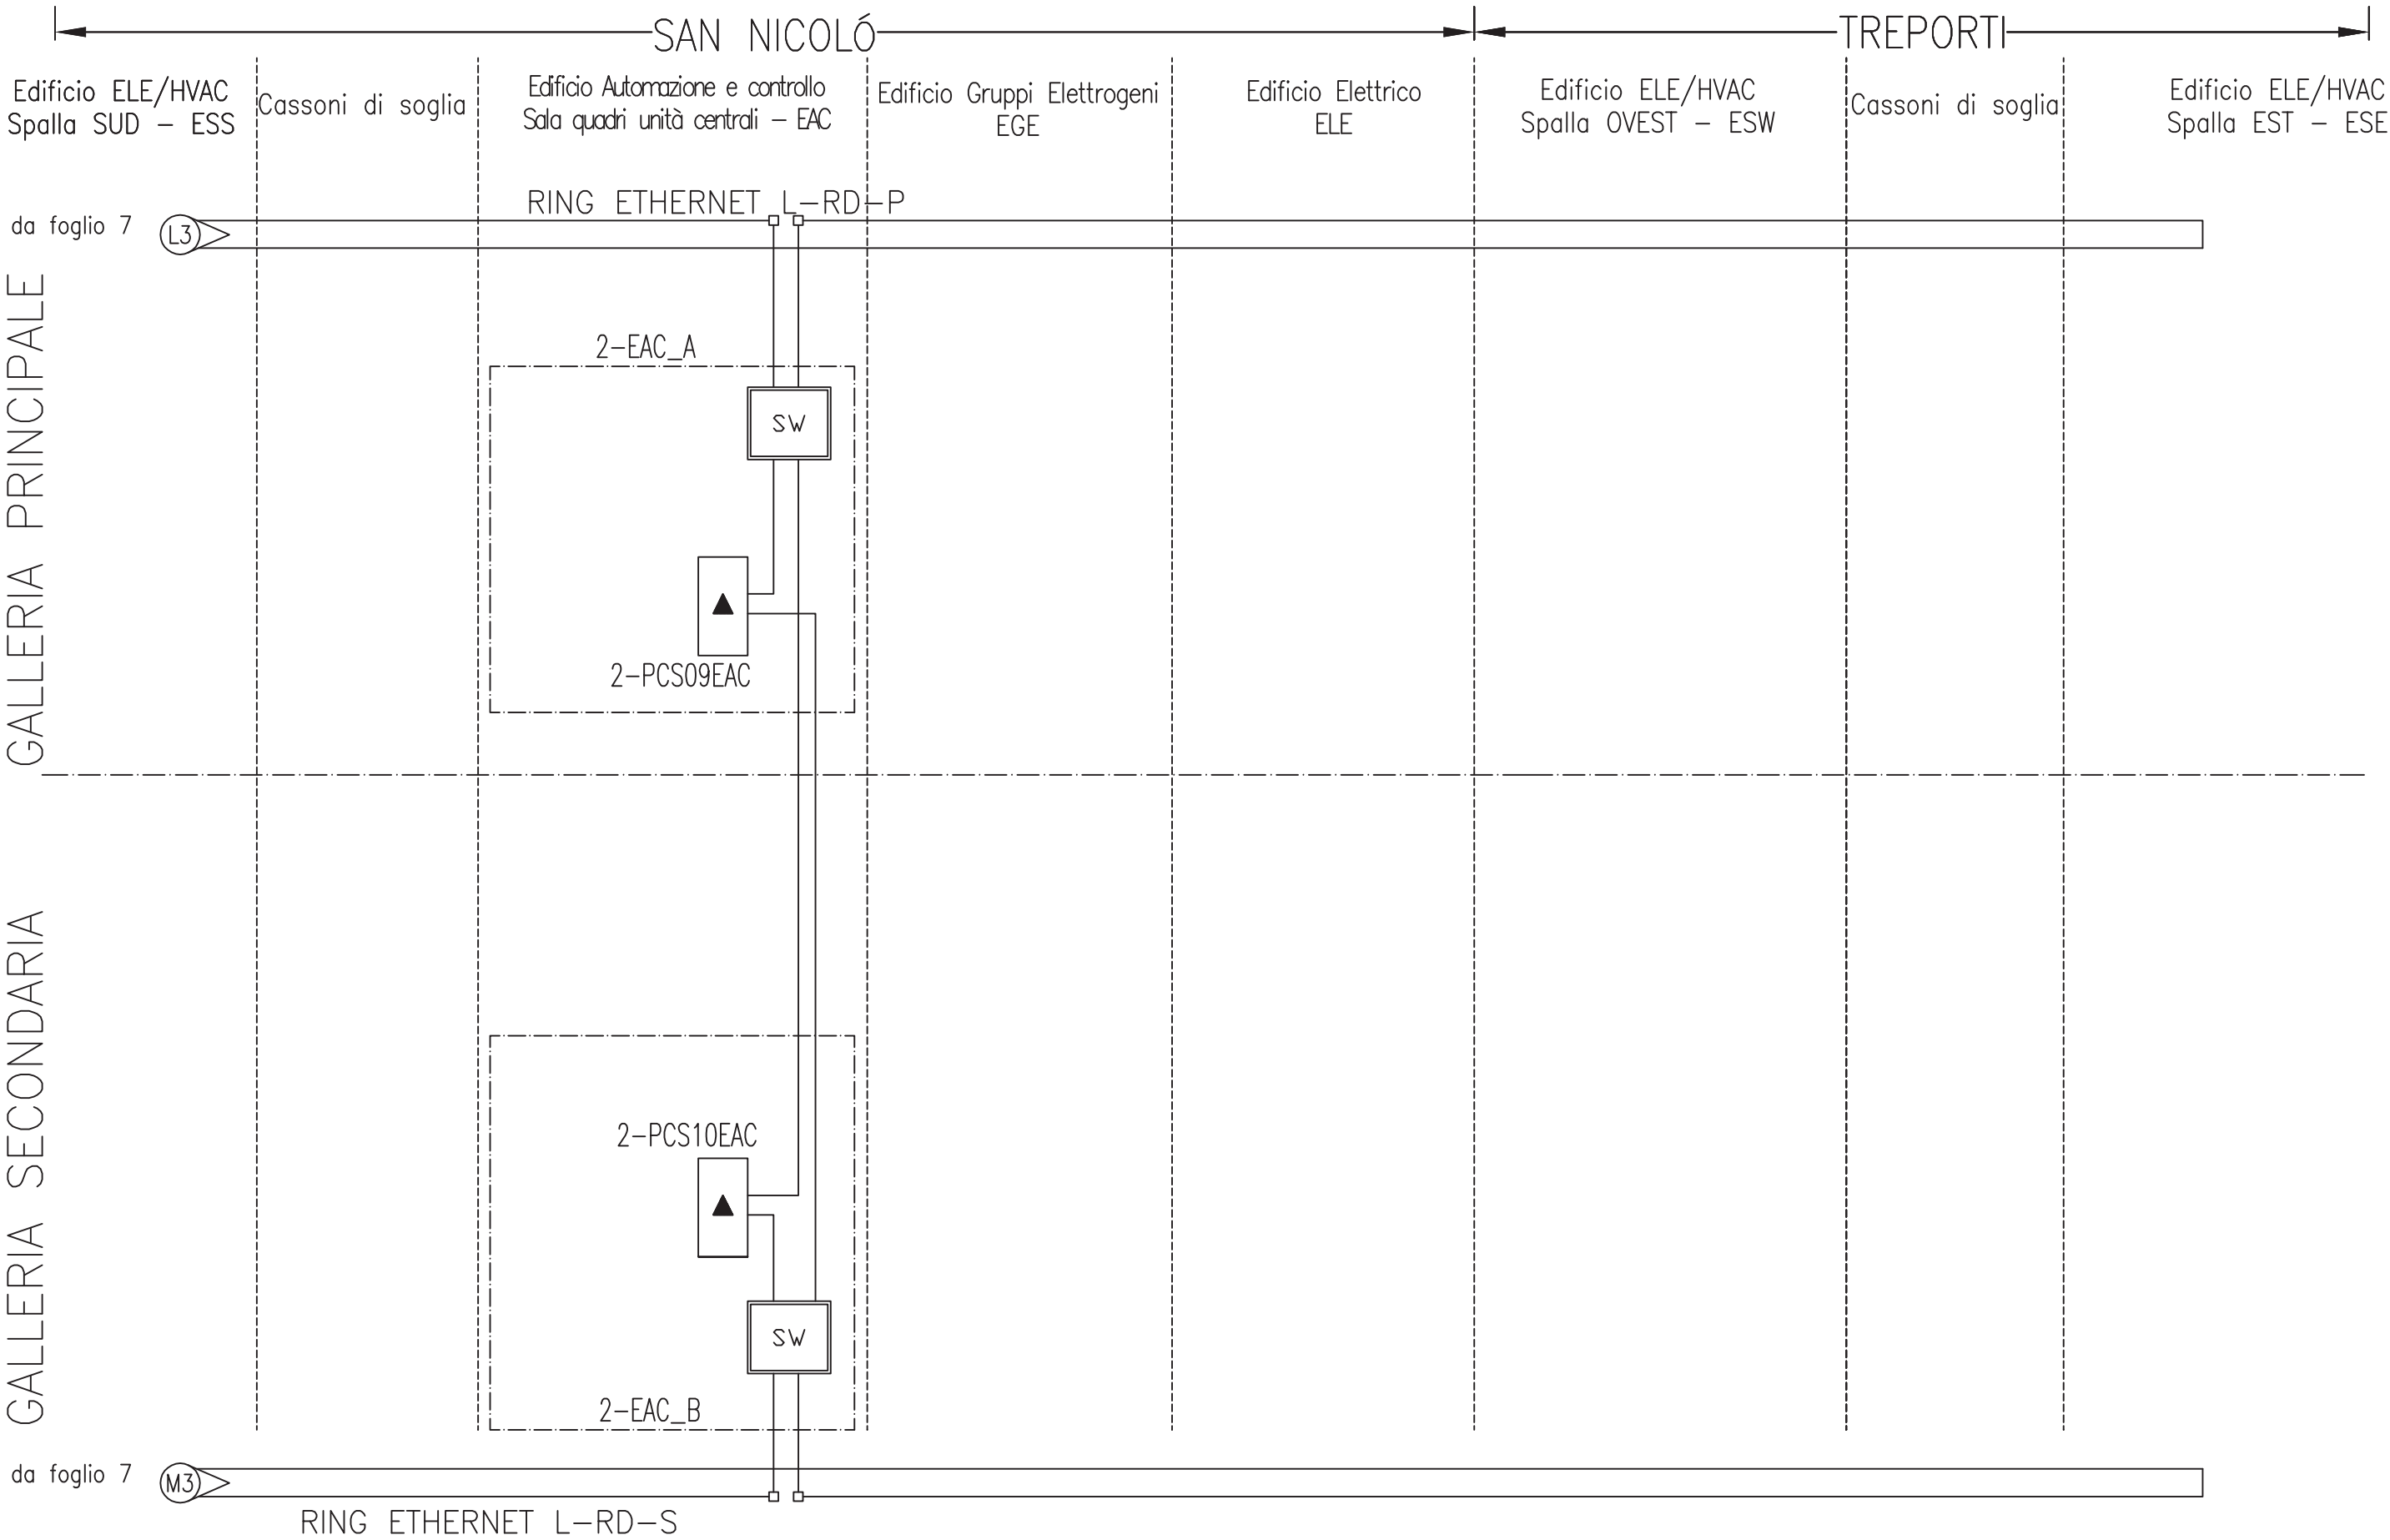 SAN NICOLÓ
TREPORTI
Edificio ELE/HVAC
Spalla SUD - ESS
Cassoni di soglia
Edificio Automazione e controllo
Sala quadri unità centrali - EAC
Edificio Gruppi Elettrogeni
EGE
Edificio Elettrico
ELE
Edificio ELE/HVAC
Spalla OVEST - ESW
Cassoni di soglia
Edificio ELE/HVAC
Spalla EST - ESE
RING ETHERNET L-RD-P
da foglio 7
L3
GALLERIA PRINCIPALE
2-EAC_A
SW
2-PCS09EAC
GALLERIA SECONDARIA
2-PCS10EAC
SW
2-EAC_B
da foglio 7
M3
RING ETHERNET L-RD-S